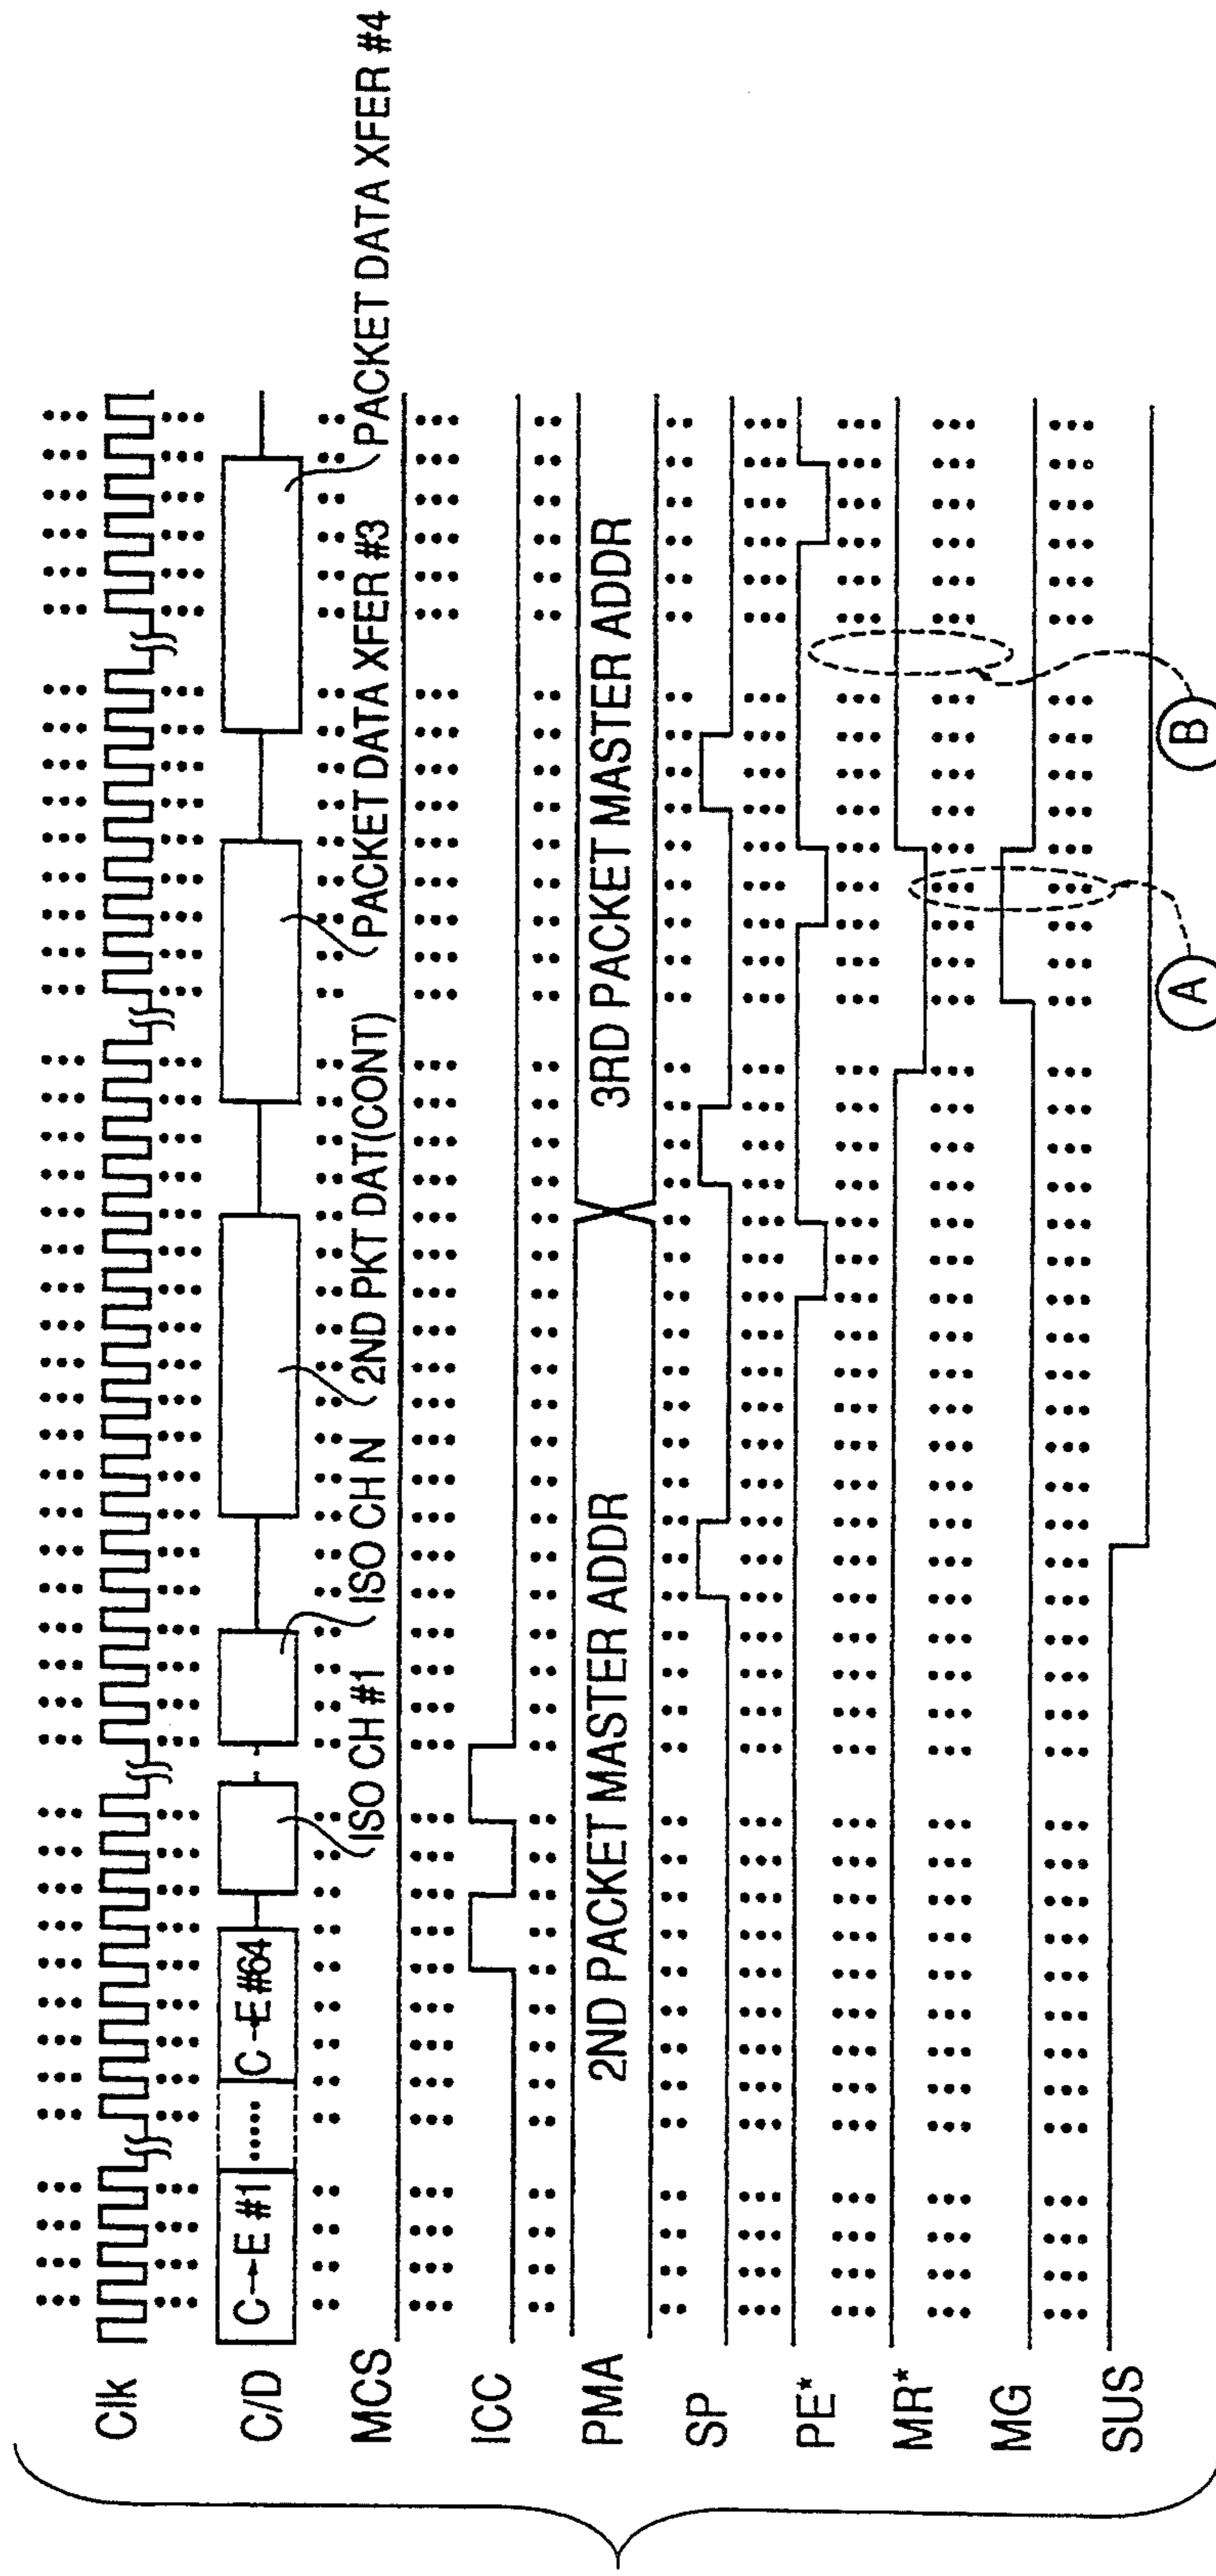 Clk
C/D
C→E #1
C→E #64
ISO CH #1
ISO CH N
2ND PKT DAT(CONT)
PACKET DATA XFER #3
PACKET DATA XFER #4
MCS
ICC
PMA
2ND PACKET MASTER ADDR
3RD PACKET MASTER ADDR
SP
PE*
MR*
MG
SUS
A
B